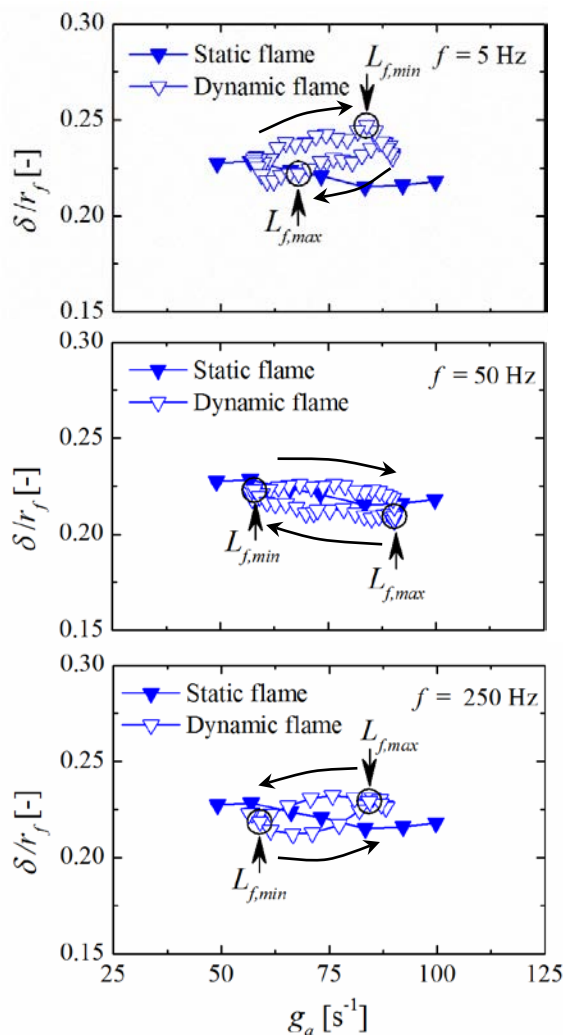 0.30
Static flame
L_{f,min}
f = 5 Hz
Dynamic flame
0.25
δ/r_f [-]
0.20
L_{f,max}
0.15
0.30
Static flame
f = 50 Hz
Dynamic flame
0.25
δ/r_f [-]
0.20
L_{f,min}
L_{f,max}
0.15
0.30
Static flame
f = 250 Hz
Dynamic flame
L_{f,max}
0.25
δ/r_f [-]
0.20
L_{f,min}
0.15
25 50 75 100 125
g_a [s⁻¹]